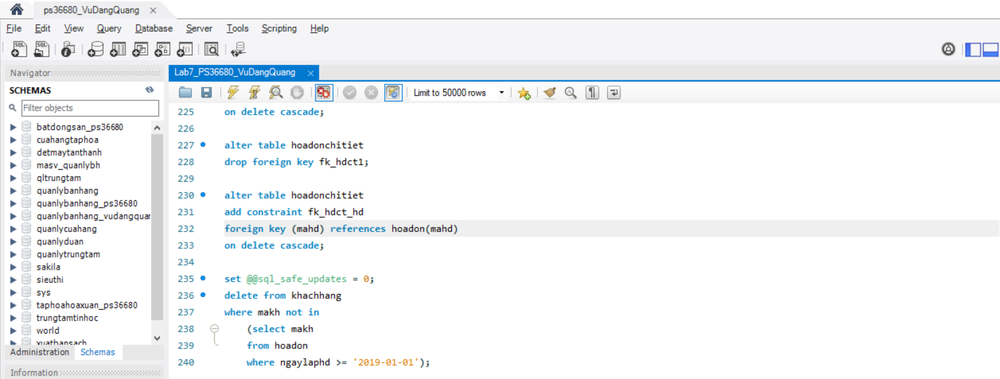 ps36680_VuDangQuang
File Edit View Query Database Server Tools Scripting Help
Navigator
Lab7_PS36680_VuDangQuang
SCHEMAS
Limit to 50000 rows
Filter objects
batdongsan_ps36680
cuahangtaphoa
detmaytanthanh
masv_quanlybh
qltrungtam
quanlybanhang
quanlybanhang_ps36680
quanlybanhang_vudangquar
quanlycuahang
quanlyduan
quanlytrungtam
sakila
sieuthi
sys
taphoahoaxuan_ps36680
trungtamtinhoc
world
xuatbansach
Administration Schemas
Information
225 on delete cascade;
226
227 alter table hoadonchitiet
228 drop foreign key fk_hdct1;
229
230 alter table hoadonchitiet
231 add constraint fk_hdct_hd
232 foreign key (mahd) references hoadon(mahd)
233 on delete cascade;
234
235 set @@sql_safe_updates = 0;
236 delete from khachhang
237 where makh not in
238 (select makh
239 from hoadon
240 where ngaylaphd >= '2019-01-01');